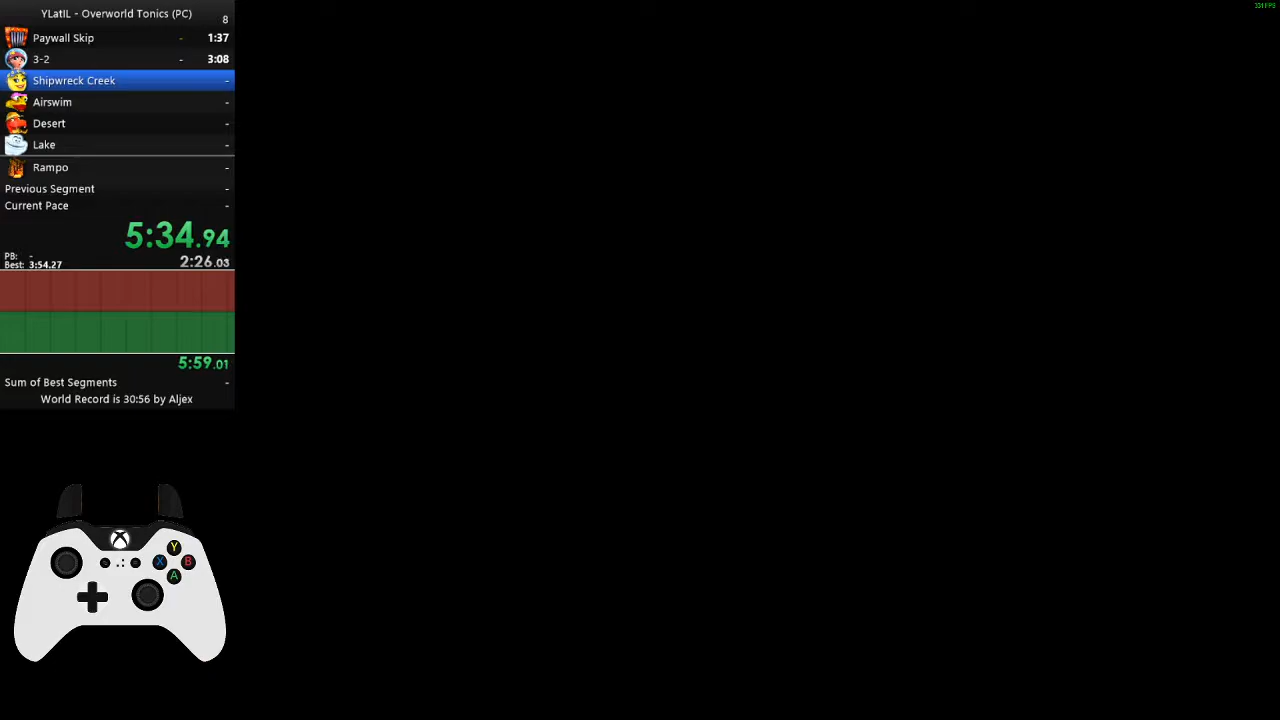 YLatIL - Overworld Tonics (PC)
8
Paywall Skip - 1:37
3-2 - 3:08
Shipwreck Creek -
Airswim -
Desert -
Lake -
Rampo -
Previous Segment -
Current Pace -
5:34.94
PB: -
Best: 3:54.27
2:26.03
5:59.01
Sum of Best Segments -
World Record is 30:56 by Aljex
Y
X B
A